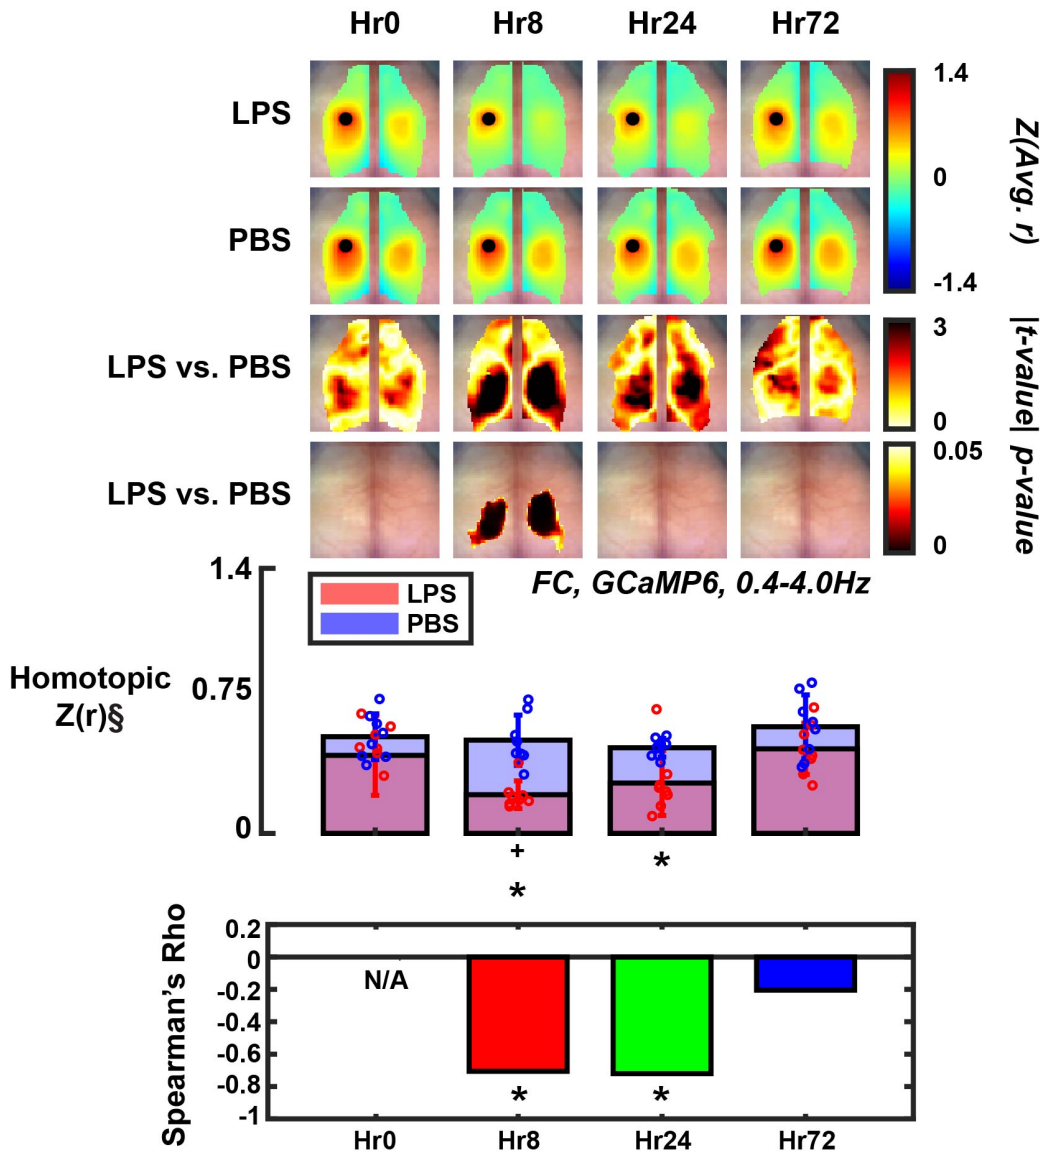 Hr0 Hr8 Hr24 Hr72
LPS
1.4
0
-1.4
Z(Avg. r)
PBS
LPS vs. PBS
3
0
|t-value|
LPS vs. PBS
0.05
0
p-value
FC, GCaMP6, 0.4-4.0Hz
LPS
PBS
1.4
0.75
0
Homotopic
Z(r)§
+
*
*
Spearman's Rho
0.2
0
-0.2
-0.4
-0.6
-0.8
-1
N/A
*
*
Hr0 Hr8 Hr24 Hr72